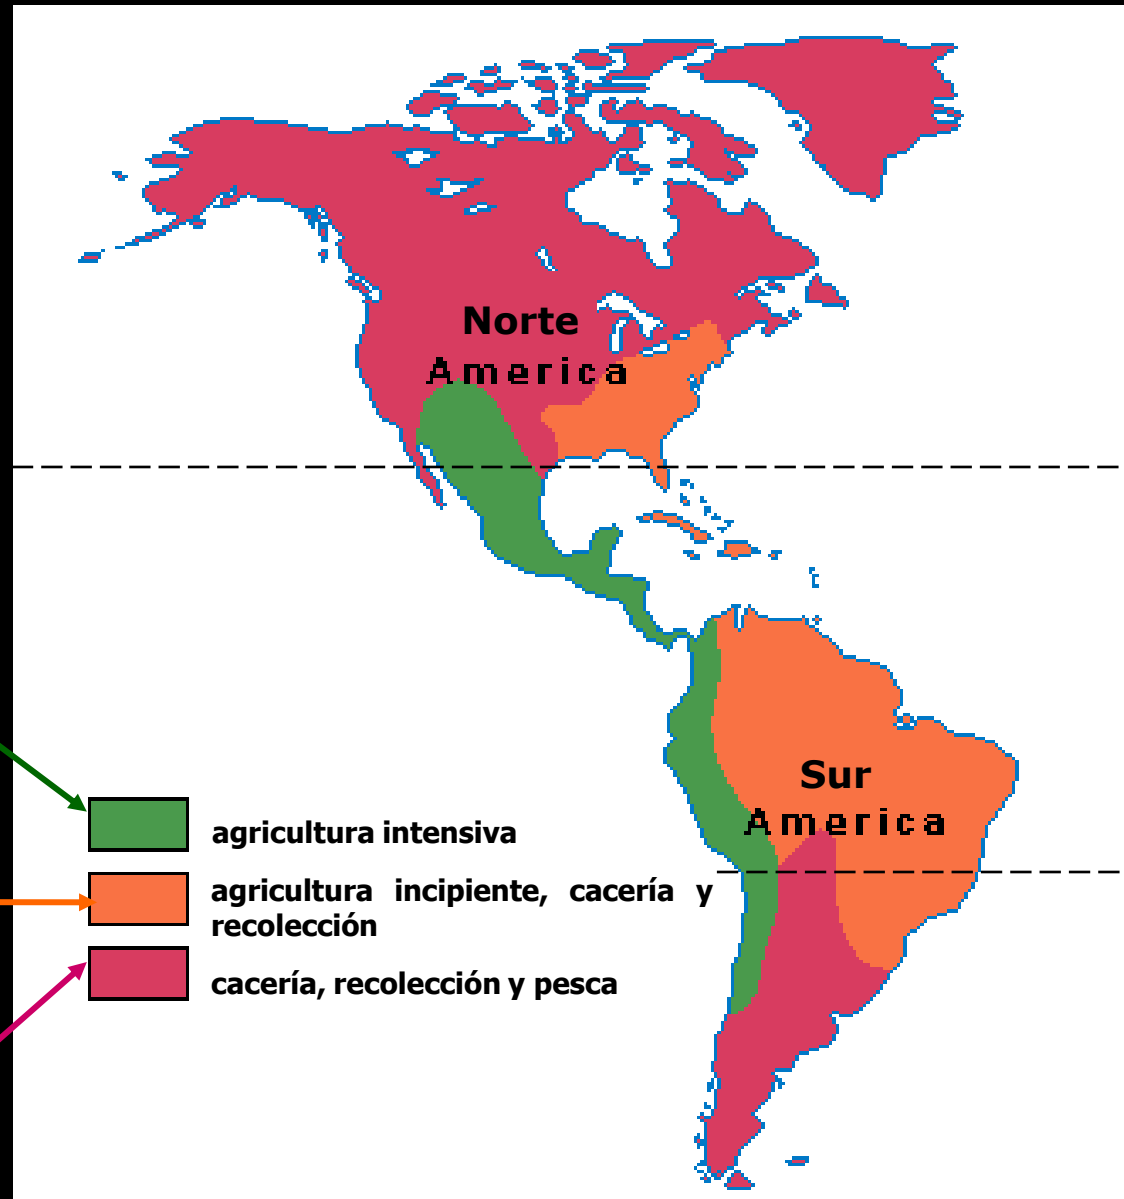 Norte
America
Sur
America
agricultura intensiva
agricultura incipiente, cacería y
recolección
cacería, recolección y pesca